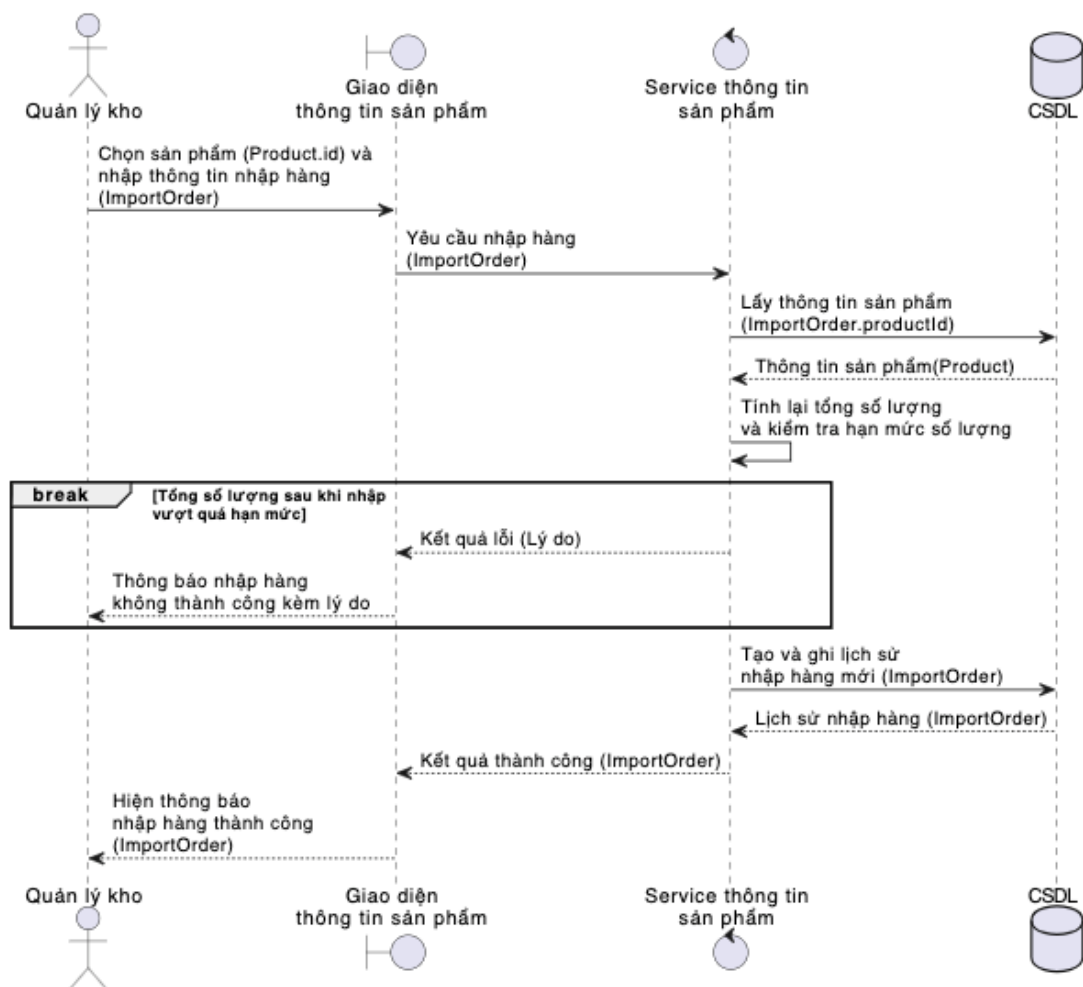 Quản lý kho
Giao diện
thông tin sản phẩm
Service thông tin
sản phẩm
CSDL
Chọn sản phẩm (Product.id) và
nhập thông tin nhập hàng
(ImportOrder)
Yêu cầu nhập hàng
(ImportOrder)
Lấy thông tin sản phẩm
(ImportOrder.productId)
Thông tin sản phẩm(Product)
Tính lại tổng số lượng
và kiểm tra hạn mức số lượng
break
[Tổng số lượng sau khi nhập
vượt quá hạn mức]
Kết quả lỗi (Lý do)
Thông báo nhập hàng
không thành công kèm lý do
Tạo và ghi lịch sử
nhập hàng mới (ImportOrder)
Lịch sử nhập hàng (ImportOrder)
Kết quả thành công (ImportOrder)
Hiện thông báo
nhập hàng thành công
(ImportOrder)
Quản lý kho
Giao diện
thông tin sản phẩm
Service thông tin
sản phẩm
CSDL